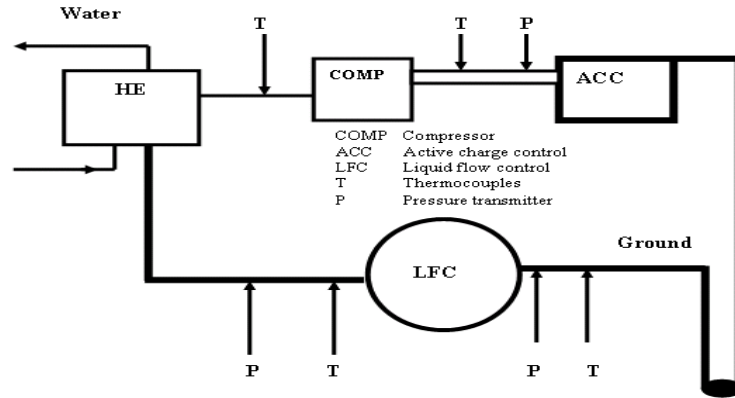 Water
T
T
P
HE
COMP
ACC
COMP Compressor
ACC Active charge control
LFC Liquid flow control
T Thermocouples
P Pressure transmitter
Ground
LFC
P
T
P
T